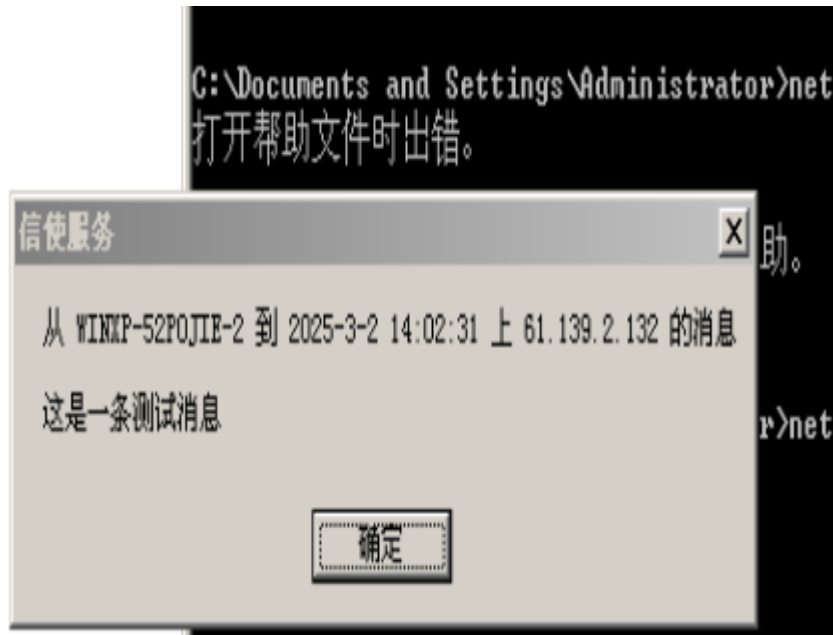 C:\Documents and Settings\Administrator>net
打开帮助文件时出错。
信使服务
助。
从 WINXP-52POJIE-2 到 2025-3-2 14:02:31 上 61.139.2.132 的消息
这是一条测试消息
r>net
确定